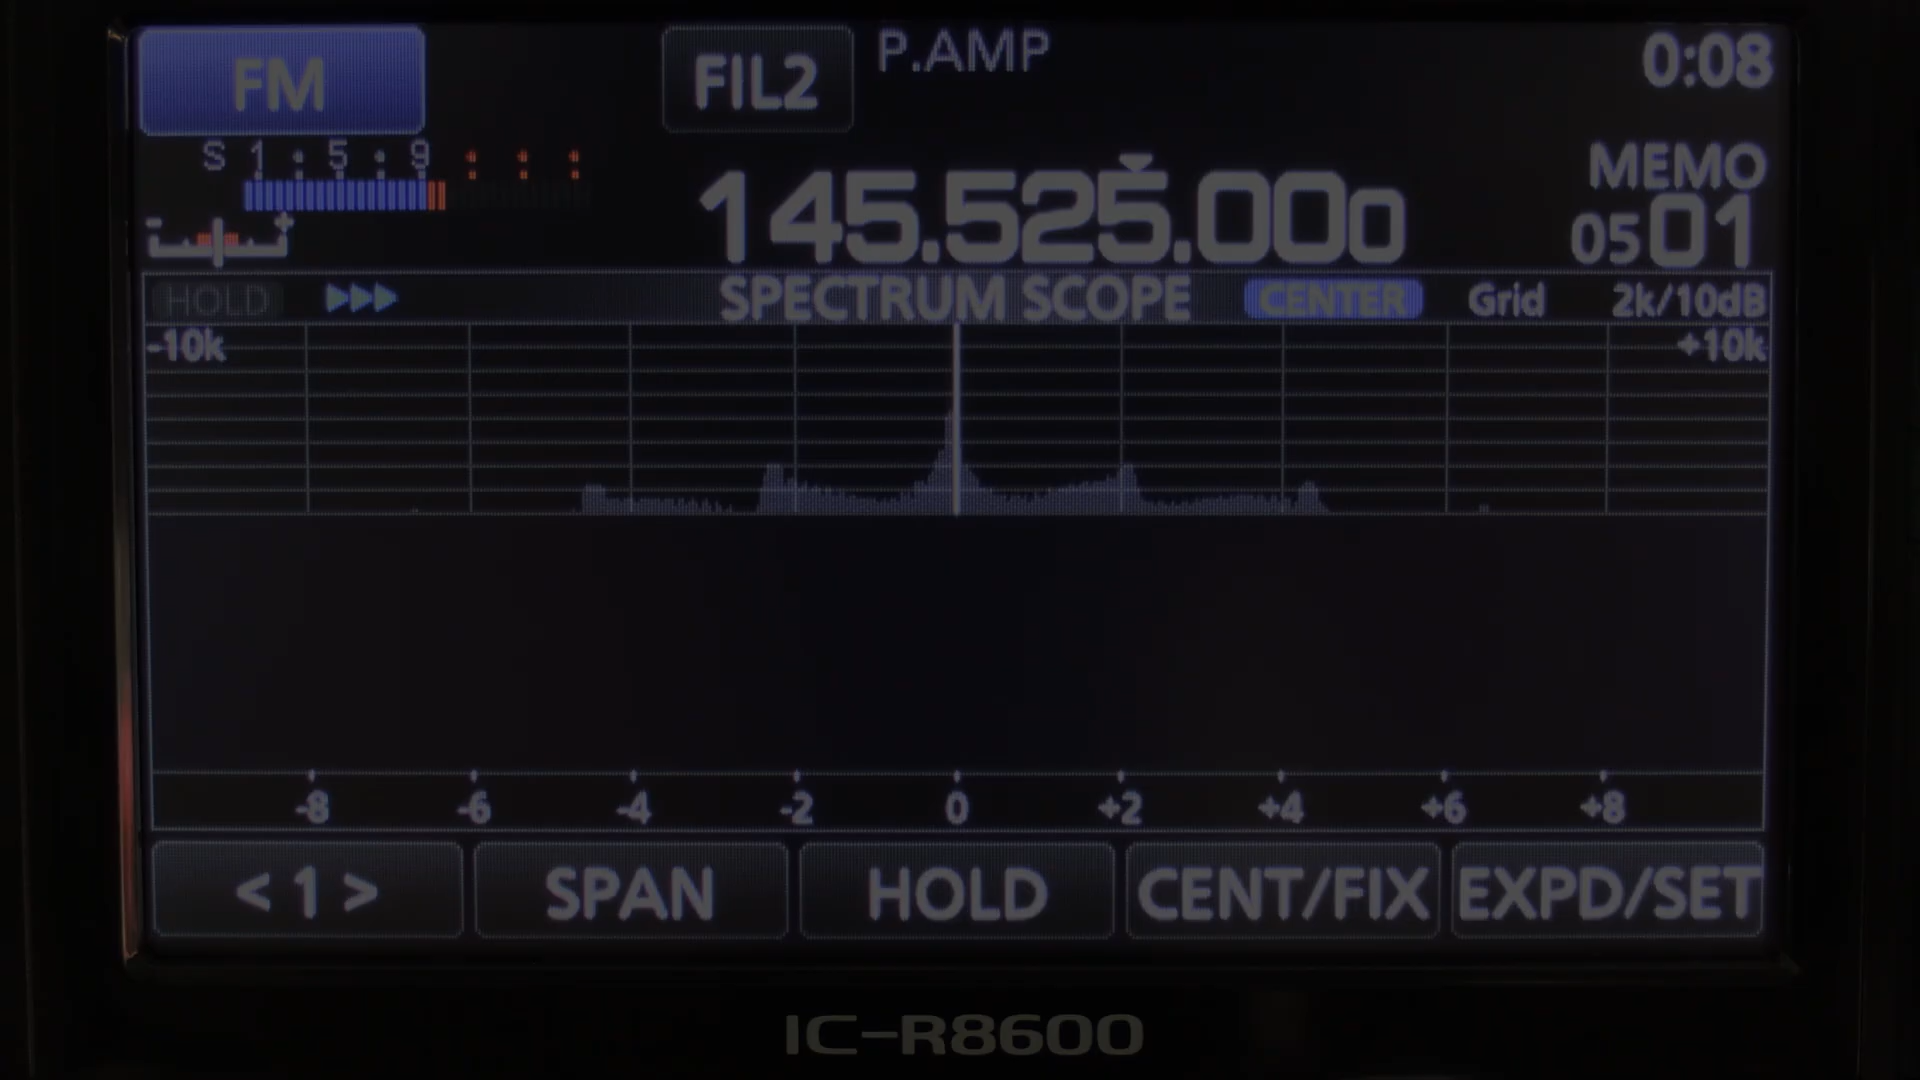 FM FIL2 P.AMP 0:08
S 1 5 9
MEMO
145.525.000 0501
- +
HOLD SPECTRUM SCOPE CENTER Grid 2k/10dB
-10k +10k
-8 -6 -4 -2 0 +2 +4 +6 +8
< 1 > SPAN HOLD CENT/FIX EXPD/SET
IC-R8600